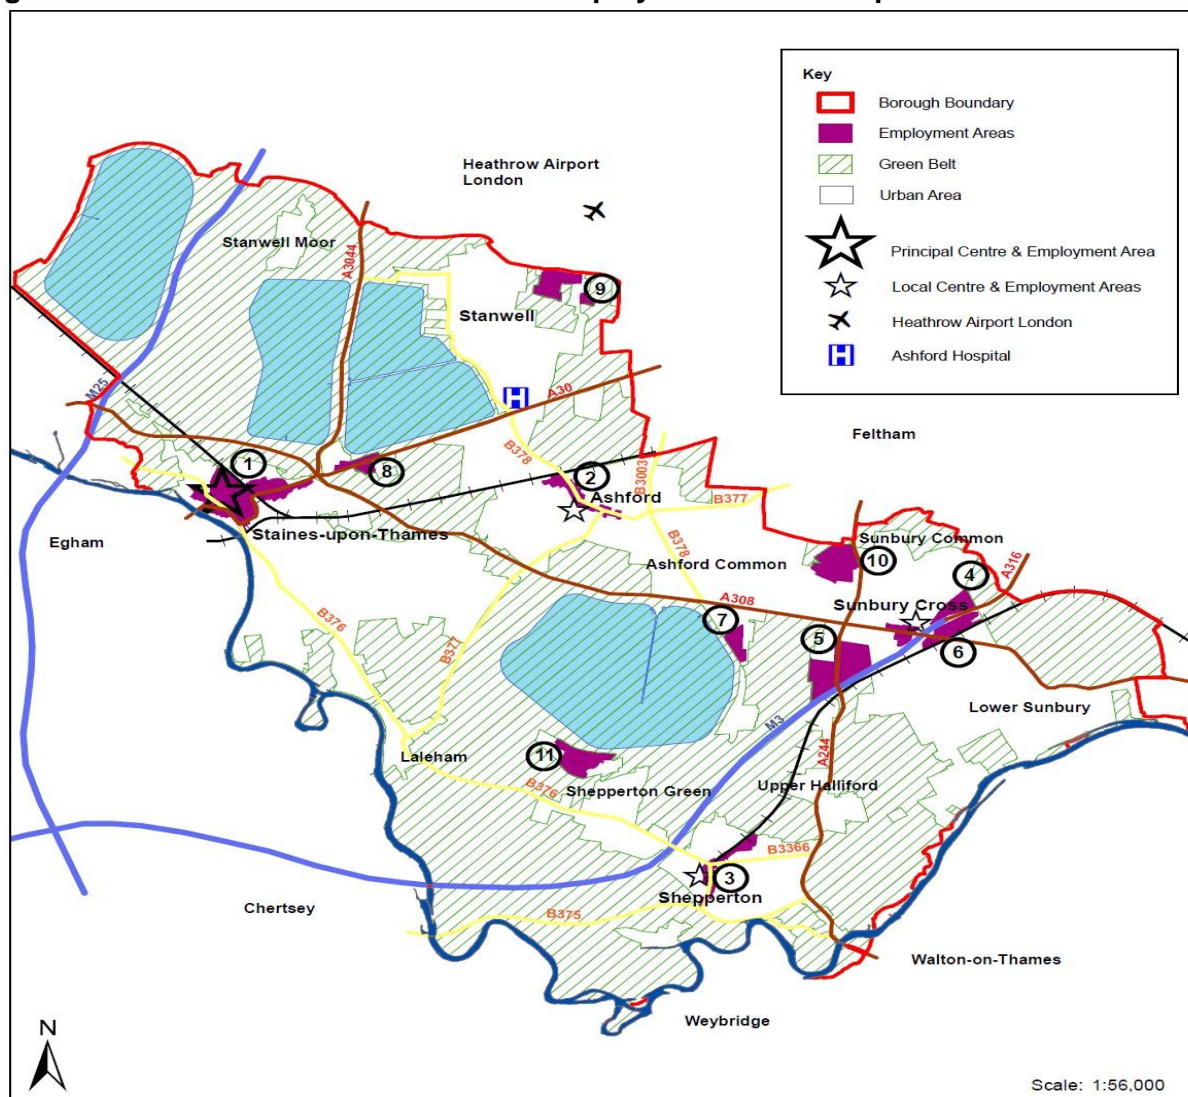 Key
Borough Boundary
Employment Areas
Green Belt
Urban Area
Principal Centre & Employment Area
Local Centre & Employment Areas
Heathrow Airport London
H
Ashford Hospital
Heathrow Airport
London
Stanwell Moor
A3044
9
Stanwell
M25
H
A30
Feltham
B378
B3003
1
8
2
Ashford
B377
Staines-upon-Thames
Egham
Sunbury Common
B378
Ashford Common
10
A316
4
A308
Sunbury Cross
7
5
6
B376
B377
Lower Sunbury
M3
A244
Laleham
11
B376
Shepperton Green
Upper Halliford
B3366
3
Shepperton
Chertsey
B375
Walton-on-Thames
Weybridge
N
Scale: 1:56,000